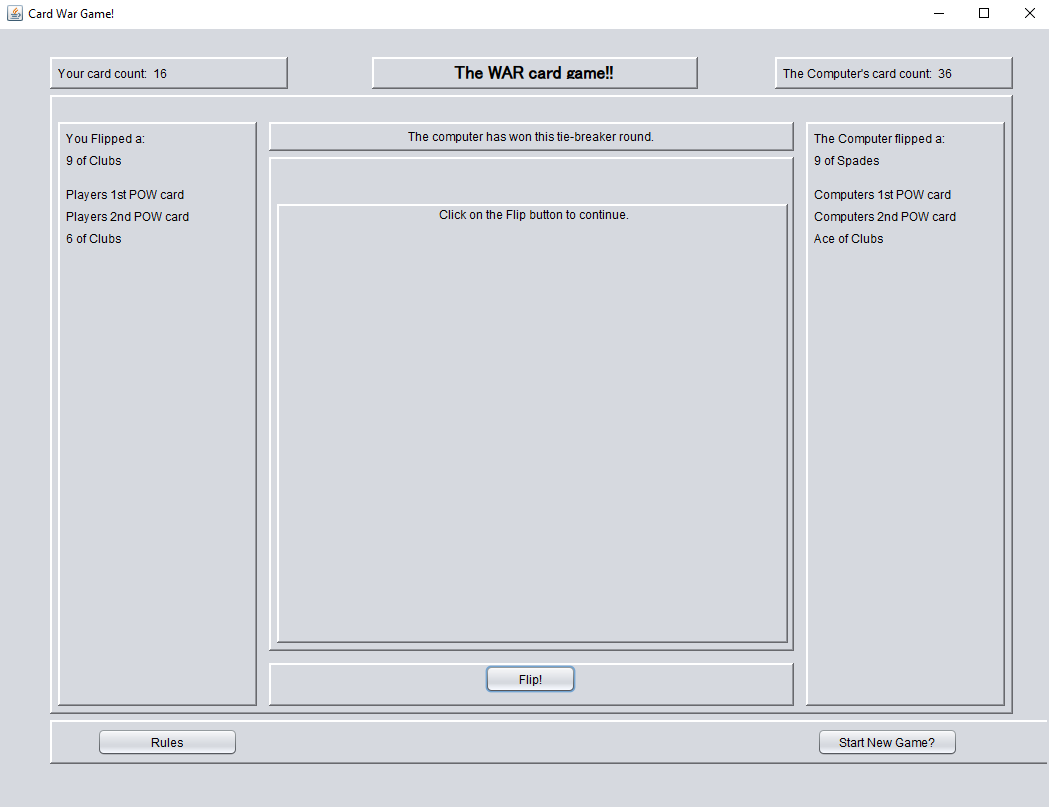 Card War Game!
Your card count: 16
The WAR card game!!
The Computer's card count: 36
You Flipped a:
9 of Clubs
Players 1st POW card
Players 2nd POW card
6 of Clubs
The computer has won this tie-breaker round.
Click on the Flip button to continue.
Flip!
The Computer flipped a:
9 of Spades
Computers 1st POW card
Computers 2nd POW card
Ace of Clubs
Rules
Start New Game?